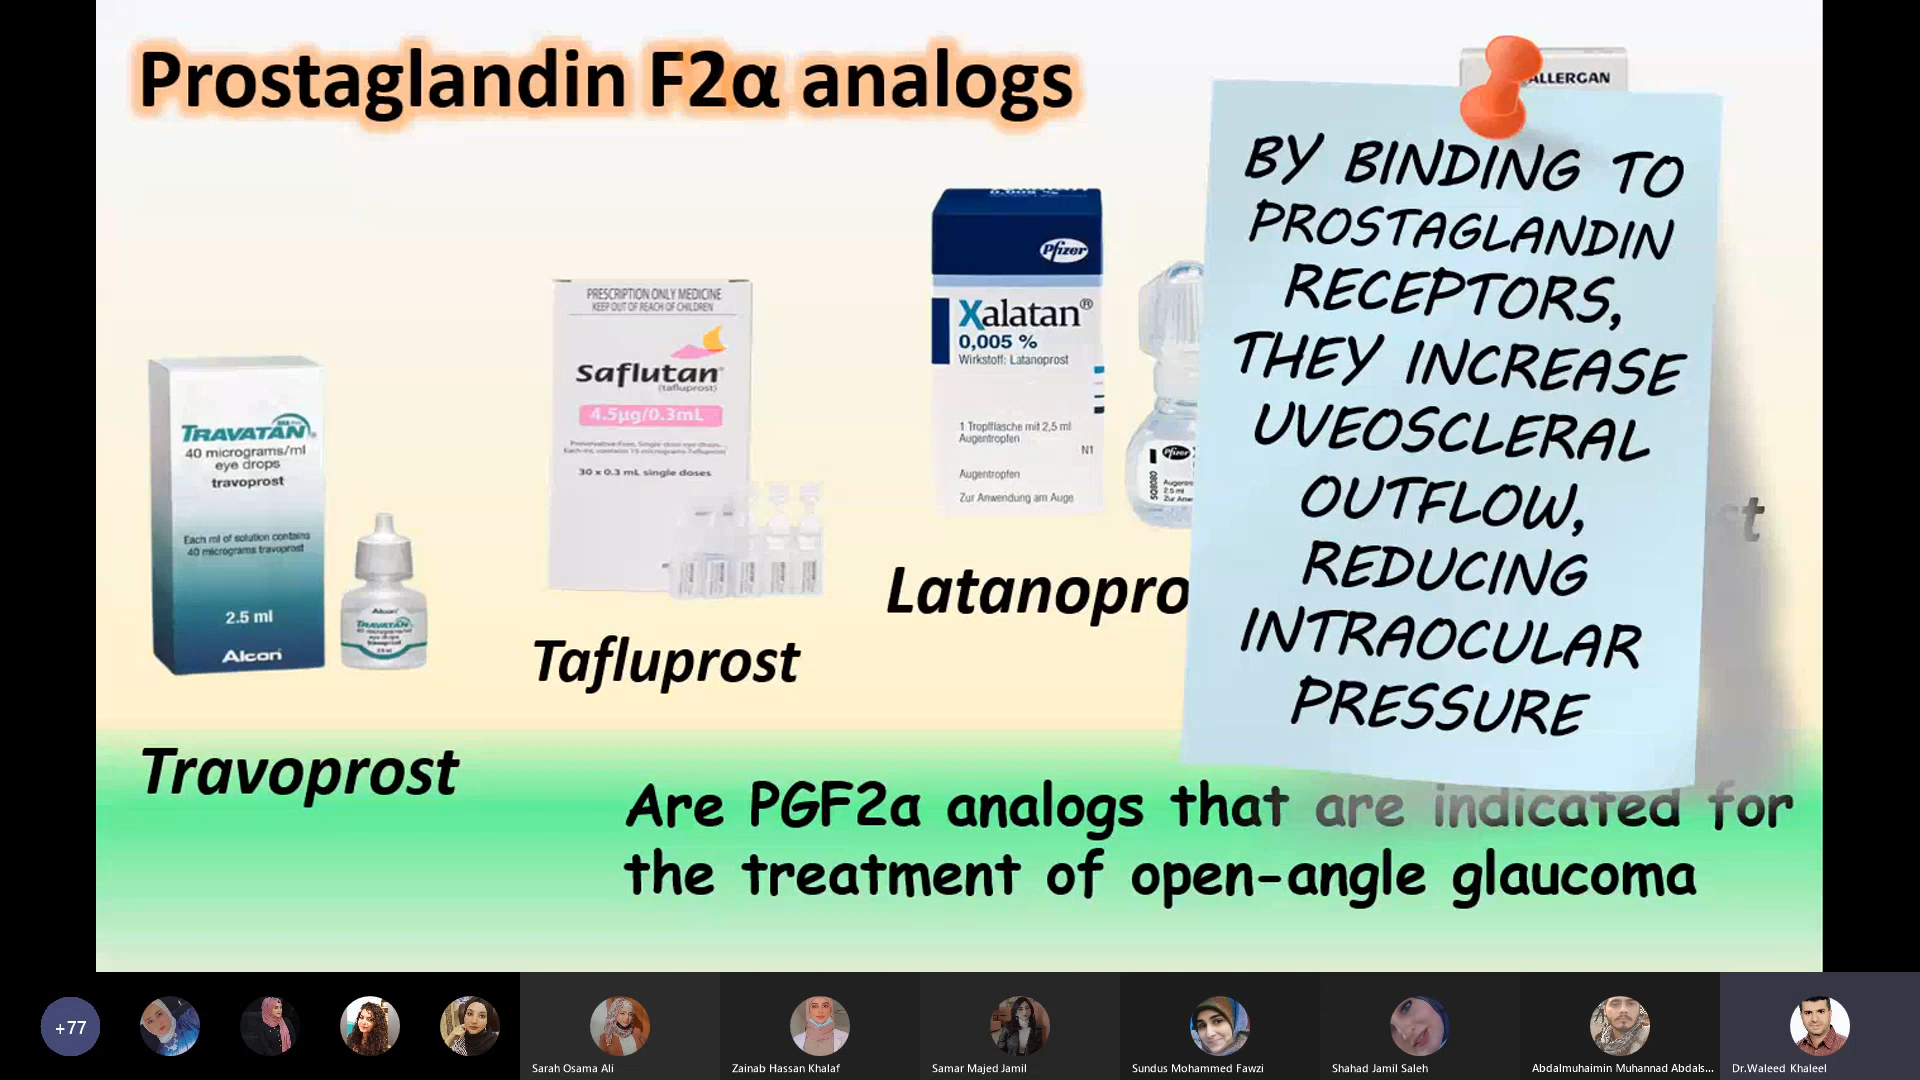 Prostaglandin F2α analogs
ALLERGAN
BY BINDING TO
PROSTAGLANDIN
RECEPTORS,
THEY INCREASE
UVEOSCLERAL
OUTFLOW,
REDUCING
INTRAOCULAR
PRESSURE
Pfizer
Xalatan®
0,005 %
Wirkstoff: Latanoprost
1 Tropfflasche mit 2,5 ml
Augentropfen
N1
Augentropfen
Zur Anwendung am Auge
PRESCRIPTION ONLY MEDICINE
KEEP OUT OF REACH OF CHILDREN
saflutan
(tafluprost)
4.5µg/0.3mL
30 x 0.3 mL single doses
TRAVATAN
40 micrograms/ml
eye drops
travoprost
Each ml of solution contains
40 micrograms travoprost
2.5 ml
Alcon
Alcon
TRAVATAN
Pfizer
Latanopro
st
Tafluprost
Travoprost
Are PGF2α analogs that are indicated for
the treatment of open-angle glaucoma
+77
Sarah Osama Ali
Zainab Hassan Khalaf
Samar Majed Jamil
Sundus Mohammed Fawzi
Shahad Jamil Saleh
Abdalmuhaimin Muhannad Abdals...
Dr.Waleed Khaleel